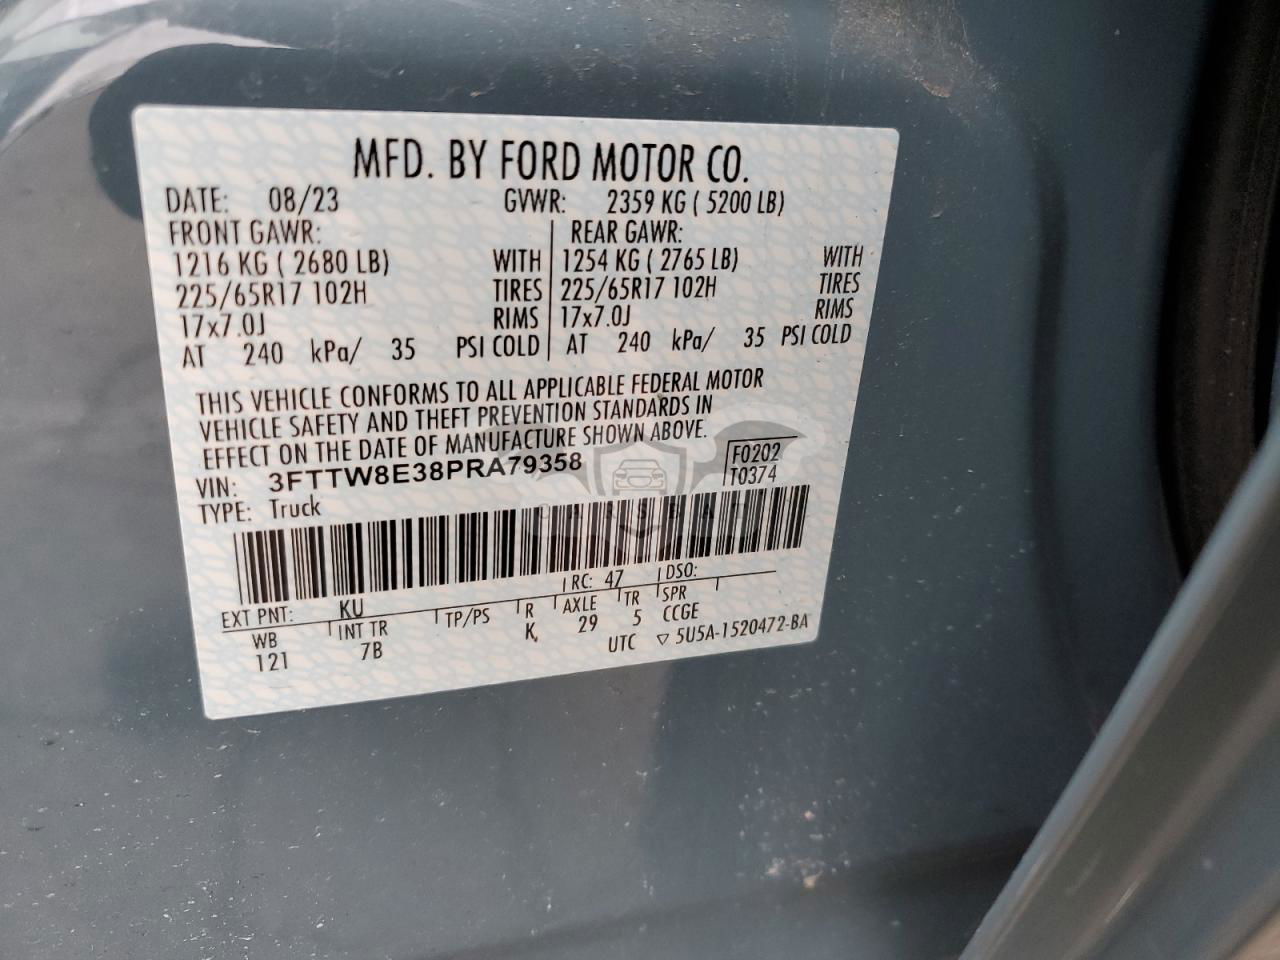 MFD. BY FORD MOTOR CO.
DATE: 08/23 GVWR: 2359 KG ( 5200 LB)
FRONT GAWR: REAR GAWR:
1216 KG ( 2680 LB) WITH 1254 KG ( 2765 LB) WITH
225/65R17 102H TIRES 225/65R17 102H TIRES
17x7.0J RIMS 17x7.0J RIMS
AT 240 kPa/ 35 PSI COLD AT 240 kPa/ 35 PSI COLD
THIS VEHICLE CONFORMS TO ALL APPLICABLE FEDERAL MOTOR
VEHICLE SAFETY AND THEFT PREVENTION STANDARDS IN
EFFECT ON THE DATE OF MANUFACTURE SHOWN ABOVE.
VIN: 3FTTW8E38PRA79358
F0202
T0374
TYPE: Truck
CARSBAT
EXT PNT: KU RC: 47 DSO:
WB INT TR TP/PS R AXLE TR SPR
121 7B K, 29 5 CCGE
UTC ▽ 5U5A-1520472-BA